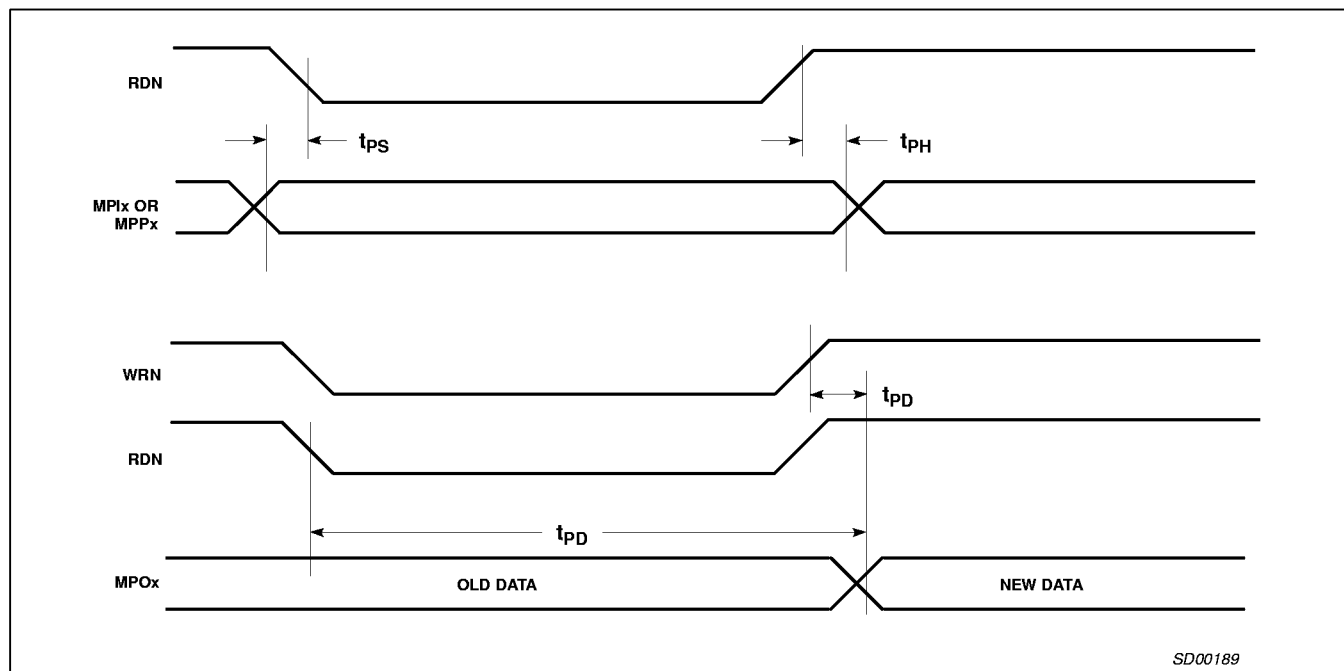 RDN
tPS
tPH
MPIx OR
MPPx
WRN
tPD
RDN
tPD
MPOx
OLD DATA
NEW DATA
SD00189